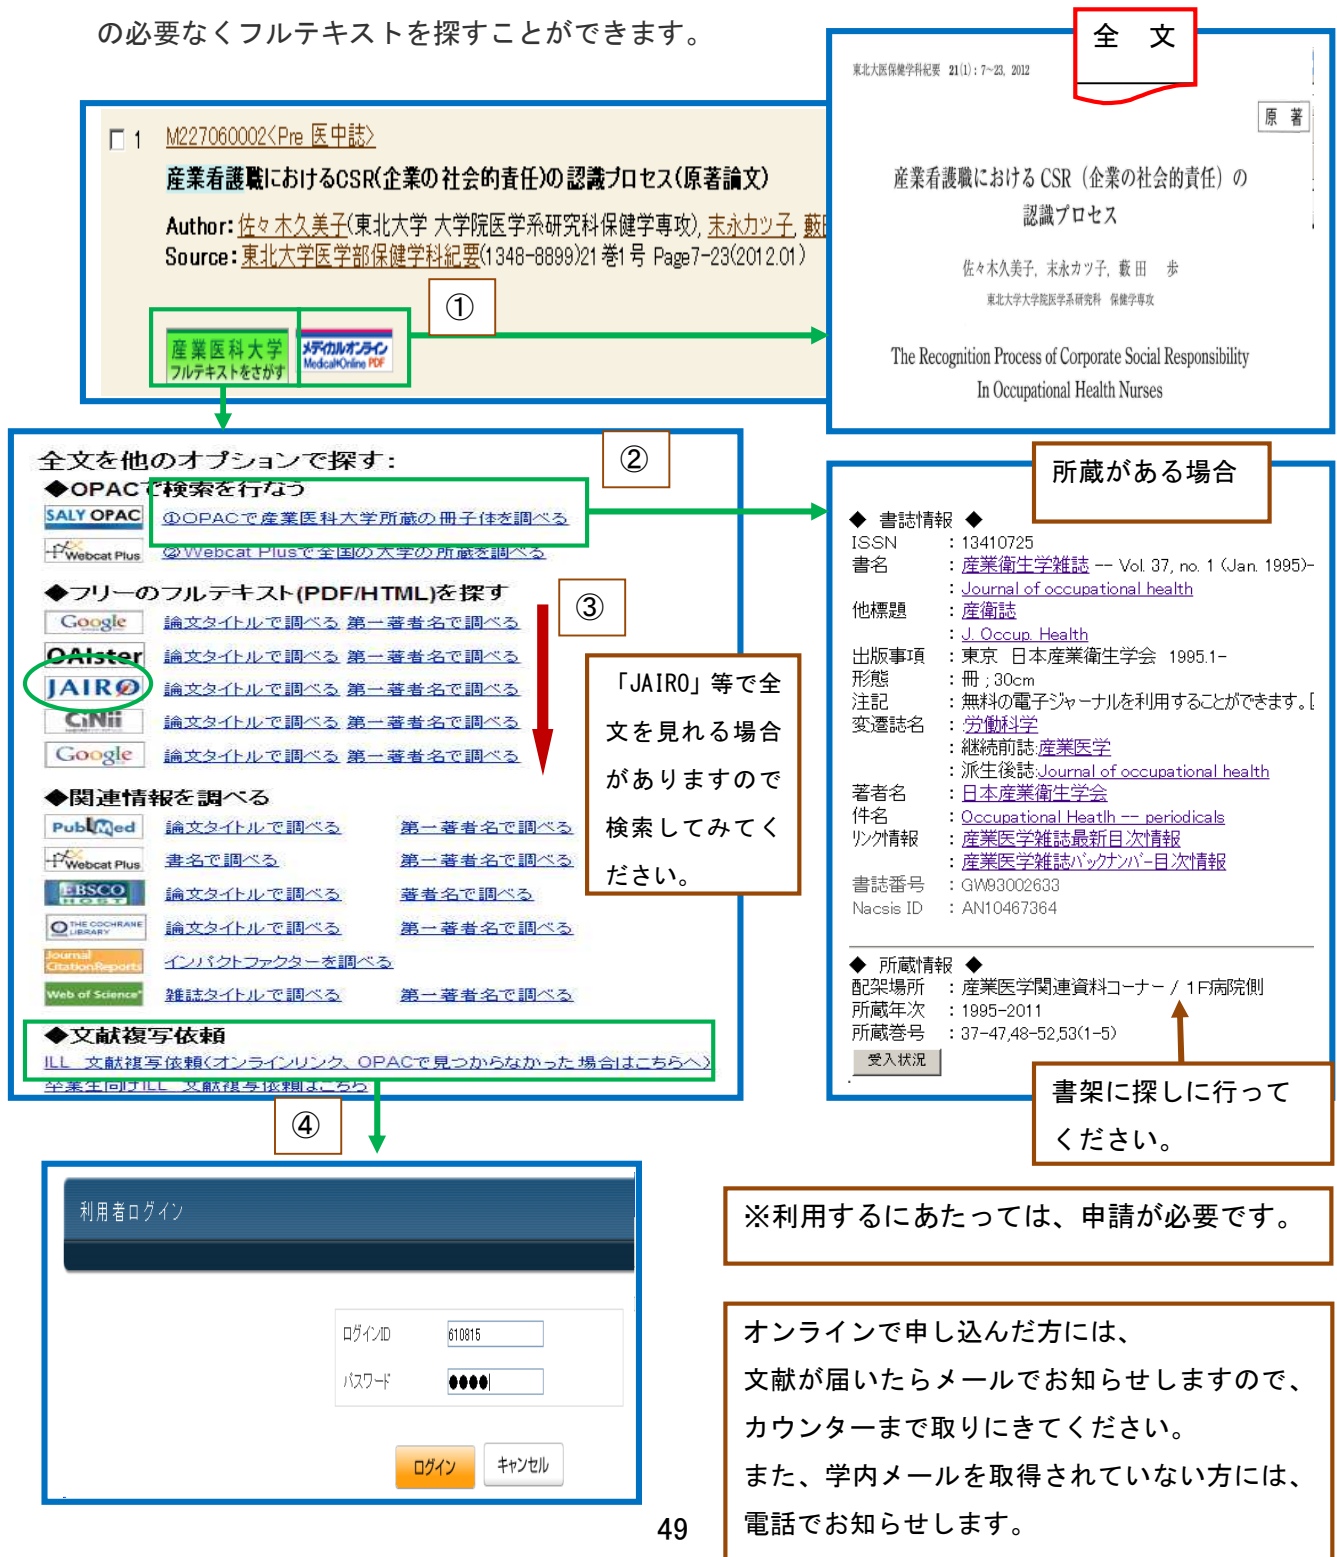 の必要なくフルテキストを探すことができます。
全 文
東北大医保健学科紀要 21(1):7~23, 2012
原 著
産業看護職における CSR(企業の社会的責任)の
認識プロセス
佐々木久美子, 末永カツ子, 藪田 歩
東北大学大学院医学系研究科 保健学専攻
The Recognition Process of Corporate Social Responsibility
In Occupational Health Nurses
1 M227060002<Pre 医中誌>
産業看護職におけるCSR(企業の社会的責任)の認識プロセス(原著論文)
Author:佐々木久美子(東北大学 大学院医学系研究科保健学専攻), 末永カツ子, 藪
Source:東北大学医学部保健学科紀要(1348-8899)21巻1号 Page7-23(2012.01)
①
産業医科大学
フルテキストをさがす
メディカルオンライン
Medical*Online PDF
全文を他のオプションで探す:
②
◆OPACで検索を行なう
SALY OPAC ①OPACで産業医科大学所蔵の冊子体を調べる
Webcat Plus ②Webcat Plusで全国の大学の所蔵を調べる
◆フリーのフルテキスト(PDF/HTML)を探す
③
Google 論文タイトルで調べる 第一著者名で調べる
OAIster 論文タイトルで調べる 第一著者名で調べる
JAIRO 論文タイトルで調べる 第一著者名で調べる
CiNii 論文タイトルで調べる 第一著者名で調べる
Google 論文タイトルで調べる 第一著者名で調べる
「JAIRO」等で全
文を見れる場合
がありますので
検索してみてく
ださい。
◆関連情報を調べる
PubMed 論文タイトルで調べる 第一著者名で調べる
Webcat Plus 書名で調べる 第一著者名で調べる
EBSCO HOST 論文タイトルで調べる 著者名で調べる
THE COCHRANE LIBRARY 論文タイトルで調べる 第一著者名で調べる
Journal CitationReports インパクトファクターを調べる
Web of Science 雑誌タイトルで調べる 第一著者名で調べる
◆文献複写依頼
ILL 文献複写依頼(オンラインリンク、OPACで見つからなかった場合はこちらへ)
卒業生向けILL 文献複写依頼はこちら
所蔵がある場合
◆ 書誌情報 ◆
ISSN : 13410725
書名 : 産業衛生学雑誌 -- Vol. 37, no. 1 (Jan. 1995)-
: Journal of occupational health
他標題 : 産衛誌
: J. Occup. Health
出版事項 : 東京 日本産業衛生学会 1995.1-
形態 : 冊 ; 30cm
注記 : 無料の電子ジャーナルを利用することができます。
変遷誌名 : 労働科学
: 継続前誌:産業医学
: 派生後誌:Journal of occupational health
著者名 : 日本産業衛生学会
件名 : Occupational Heatlh -- periodicals
リンク情報 : 産業医学雑誌最新目次情報
: 産業医学雑誌バックナンバー目次情報
書誌番号 : GW93002633
Nacsis ID : AN10467364
◆ 所蔵情報 ◆
配架場所 : 産業医学関連資料コーナー / 1F病院側
所蔵年次 : 1995-2011
所蔵巻号 : 37-47,48-52,53(1-5)
受入状況
書架に探しに行って
ください。
④
利用者ログイン
ログインID 610815
パスワード ●●●●
ログイン キャンセル
※利用するにあたっては、申請が必要です。
オンラインで申し込んだ方には、
文献が届いたらメールでお知らせしますので、
カウンターまで取りにきてください。
また、学内メールを取得されていない方には、
電話でお知らせします。
49